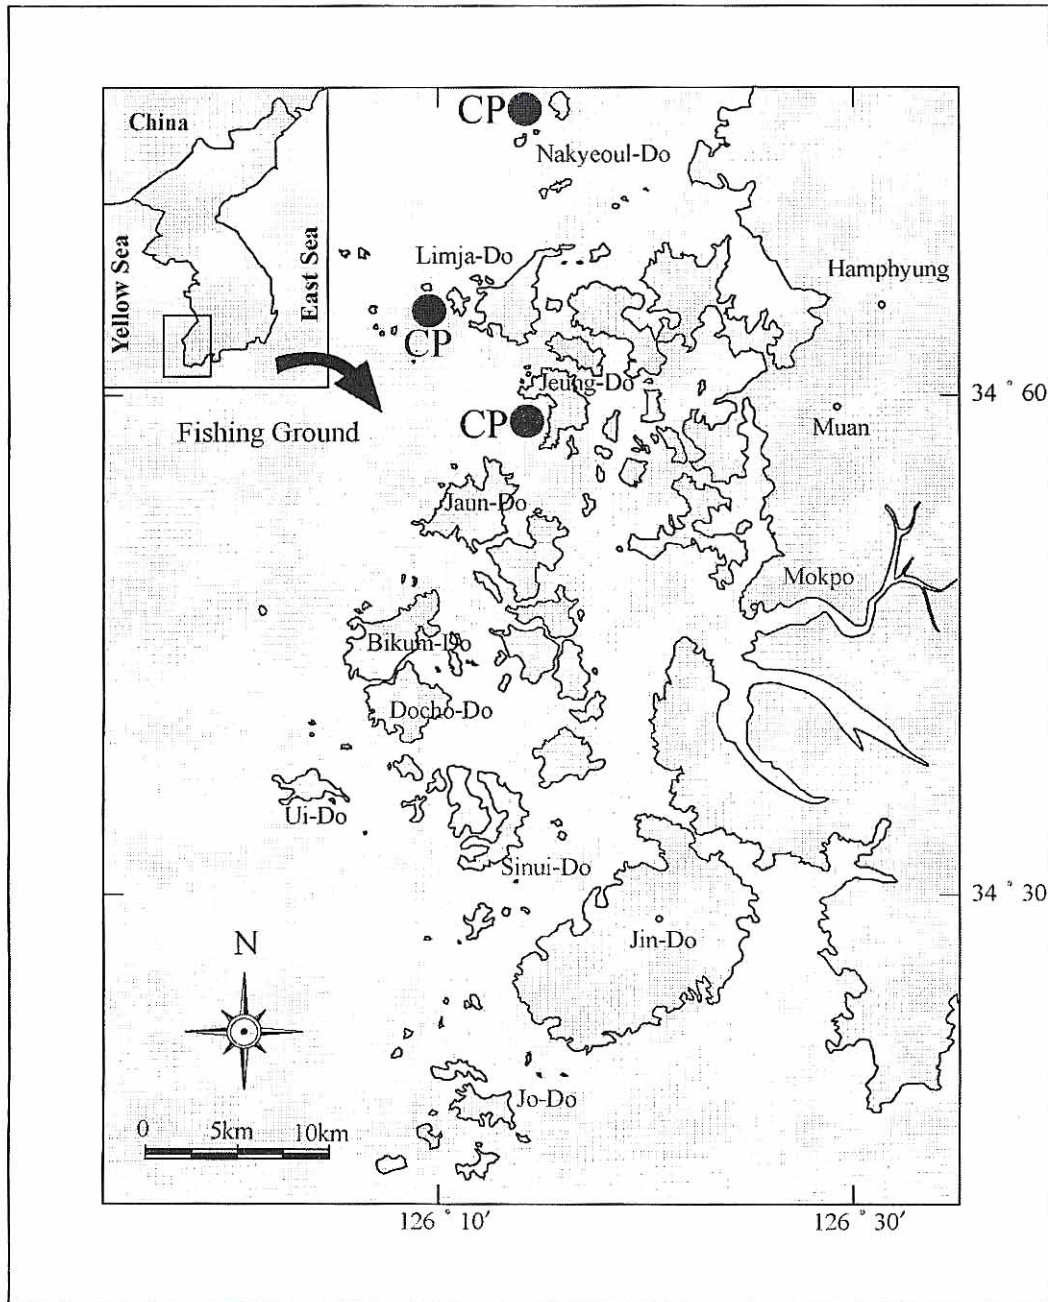 China
Yellow Sea
East Sea
CP
Nakyeoul-Do
Limja-Do
Hamphyung
CP
Jeung-Do
34 ° 60
Fishing Ground
CP
Muan
Jaun-Do
Mokpo
Bikum-Do
Docho-Do
Ui-Do
Sinui-Do
34 ° 30
N
Jin-Do
Jo-Do
0 5km 10km
126 ° 10′
126 ° 30′